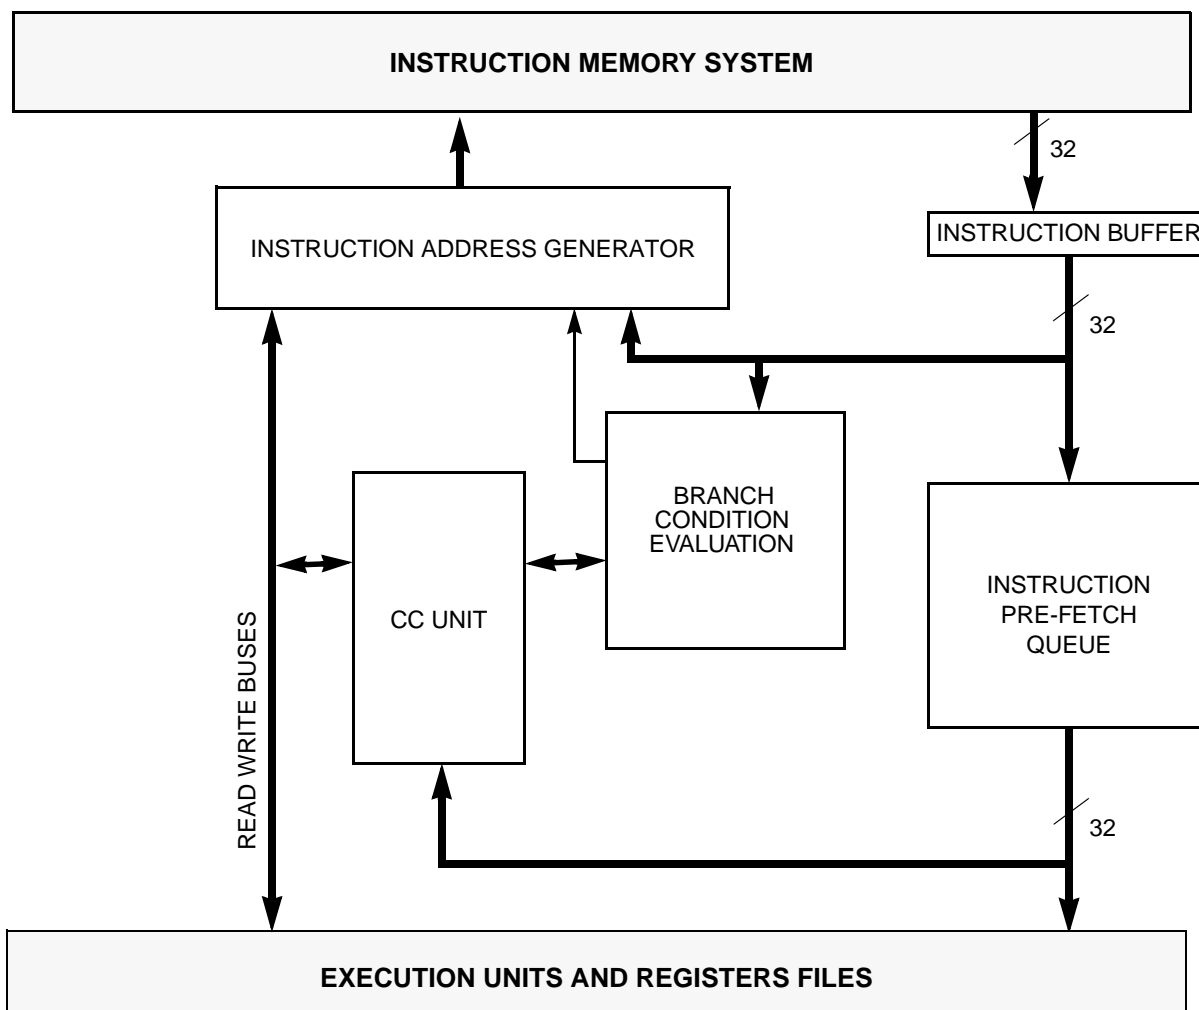 INSTRUCTION MEMORY SYSTEM
32
INSTRUCTION BUFFER
INSTRUCTION ADDRESS GENERATOR
32
BRANCH
CONDITION
EVALUATION
INSTRUCTION
PRE-FETCH
QUEUE
CC UNIT
READ WRITE BUSES
32
EXECUTION UNITS AND REGISTERS FILES